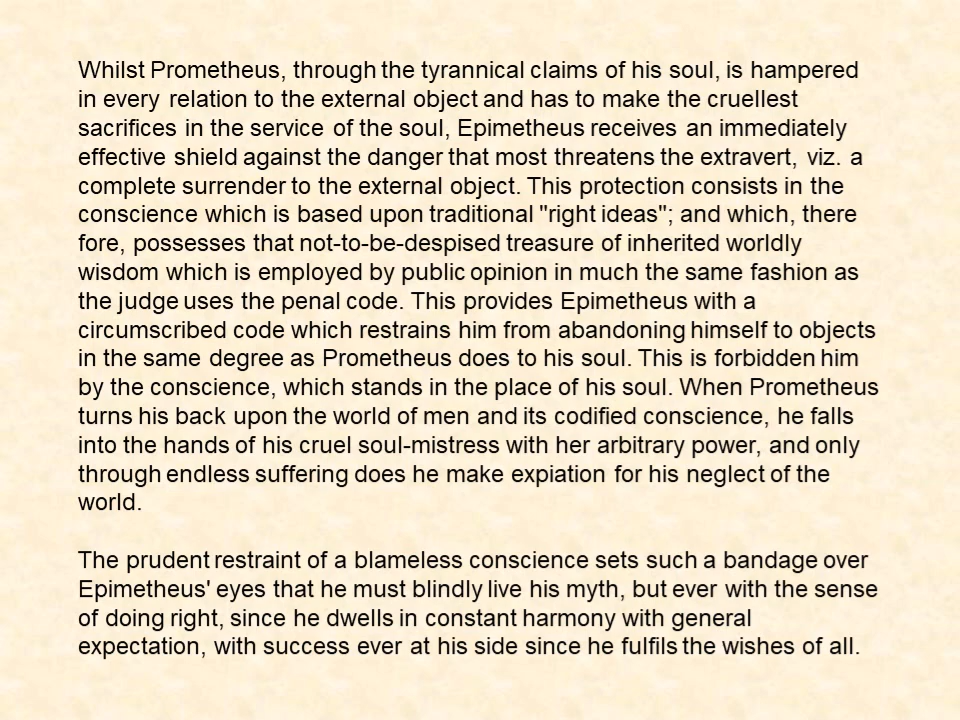 Whilst Prometheus, through the tyrannical claims of his soul, is hampered
in every relation to the external object and has to make the cruellest
sacrifices in the service of the soul, Epimetheus receives an immediately
effective shield against the danger that most threatens the extravert, viz. a
complete surrender to the external object. This protection consists in the
conscience which is based upon traditional "right ideas"; and which, there
fore, possesses that not-to-be-despised treasure of inherited worldly
wisdom which is employed by public opinion in much the same fashion as
the judge uses the penal code. This provides Epimetheus with a
circumscribed code which restrains him from abandoning himself to objects
in the same degree as Prometheus does to his soul. This is forbidden him
by the conscience, which stands in the place of his soul. When Prometheus
turns his back upon the world of men and its codified conscience, he falls
into the hands of his cruel soul-mistress with her arbitrary power, and only
through endless suffering does he make expiation for his neglect of the
world.

The prudent restraint of a blameless conscience sets such a bandage over
Epimetheus' eyes that he must blindly live his myth, but ever with the sense
of doing right, since he dwells in constant harmony with general
expectation, with success ever at his side since he fulfils the wishes of all.